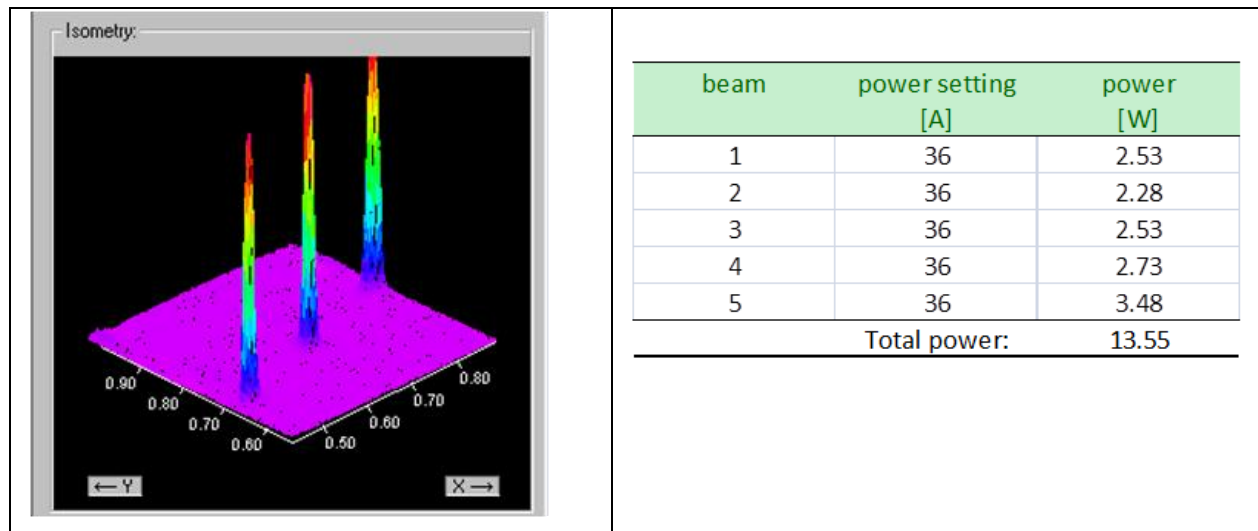 Isometry:
0.90
0.80
0.70
0.60
0.50
0.60
0.70
0.80
← Y
X →
beam power setting power
[A] [W]
1 36 2.53
2 36 2.28
3 36 2.53
4 36 2.73
5 36 3.48
Total power: 13.55